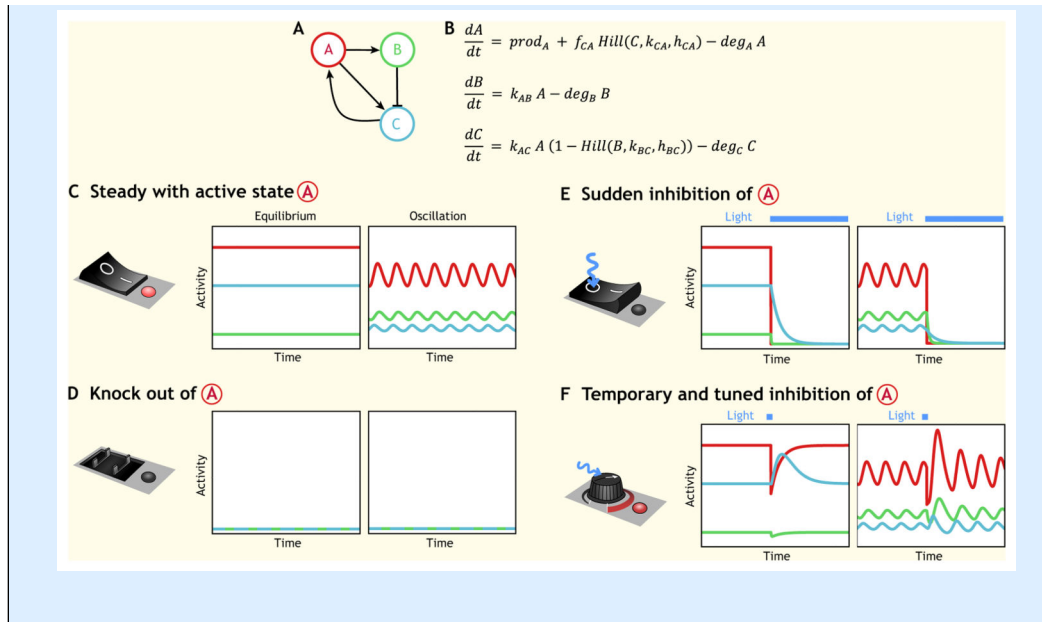 A
A
B
C
B
dA/dt = prod_A + f_CA Hill(C, k_CA, h_CA) − deg_A A
dB/dt = k_AB A − deg_B B
dC/dt = k_AC A (1 − Hill(B, k_BC, h_BC)) − deg_C C
C Steady with active state A
Equilibrium
Oscillation
Activity
Time
Time
D Knock out of A
Activity
Time
Time
E Sudden inhibition of A
Light
Light
Activity
Time
Time
F Temporary and tuned inhibition of A
Light
Light
Activity
Time
Time